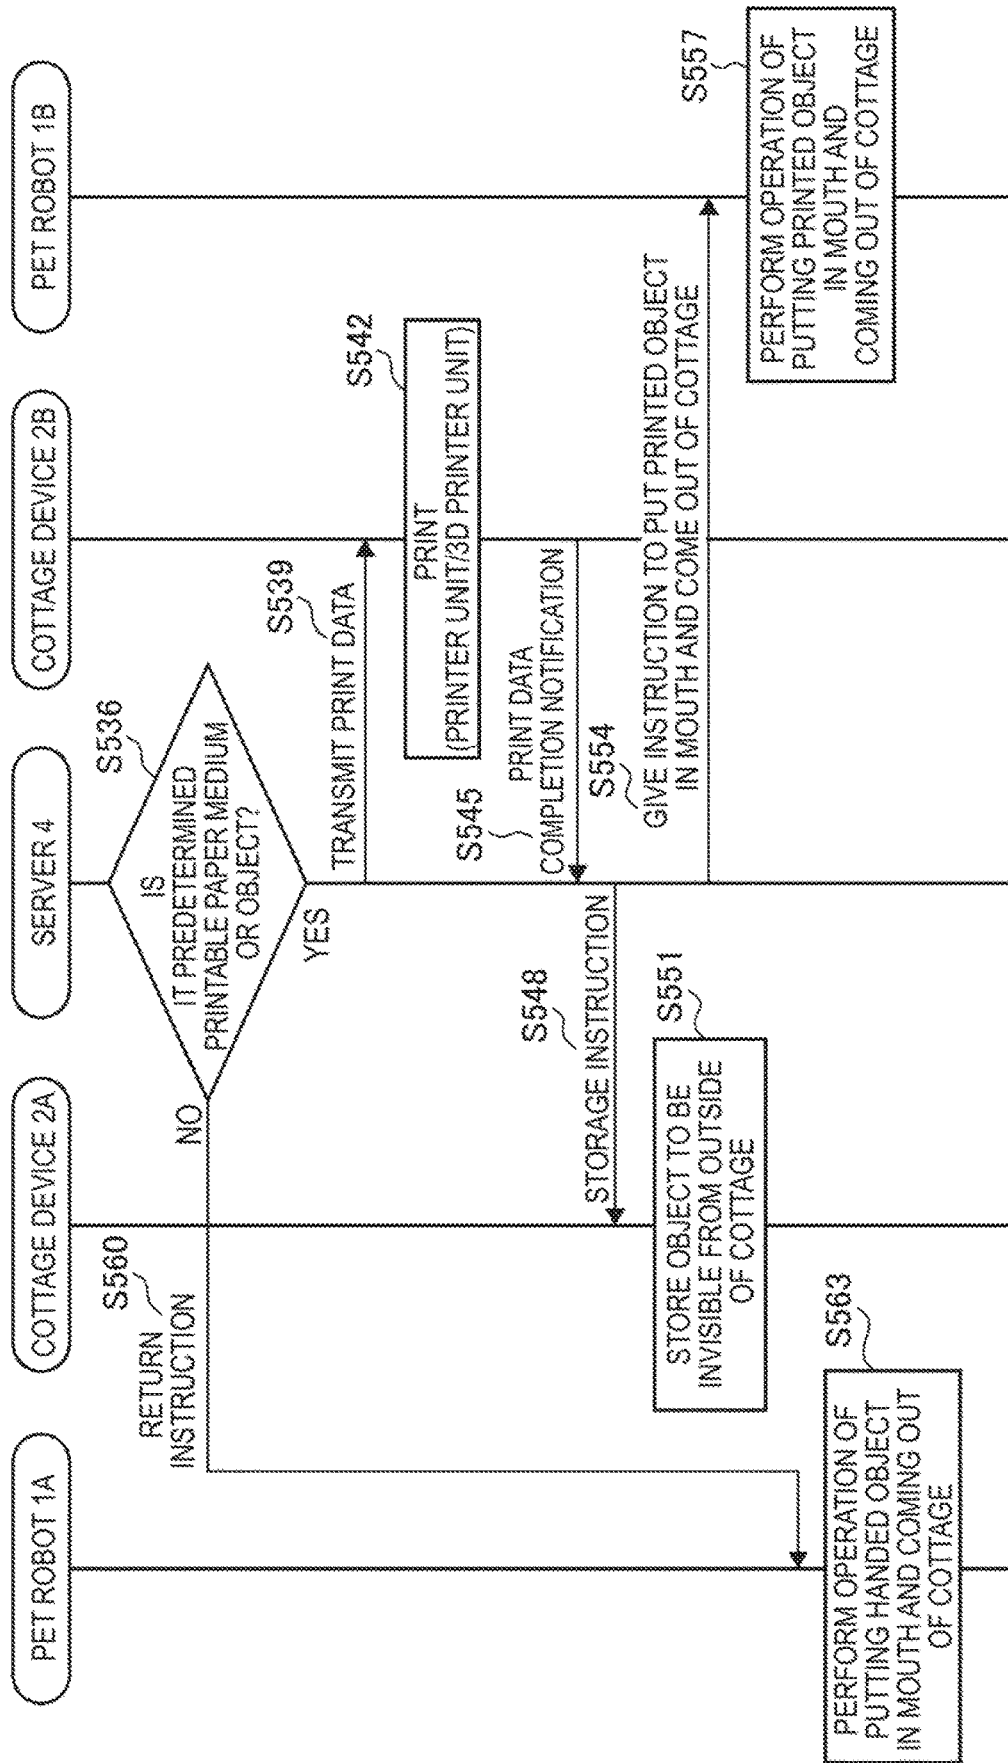 PET ROBOT 1A
COTTAGE DEVICE 2A
SERVER 4
COTTAGE DEVICE 2B
PET ROBOT 1B
S536
IS
IT PREDETERMINED
PRINTABLE PAPER MEDIUM
OR OBJECT?
NO
YES
S560
RETURN
INSTRUCTION
S539
TRANSMIT PRINT DATA
S542
PRINT
(PRINTER UNIT/3D PRINTER UNIT)
PRINT DATA
COMPLETION NOTIFICATION
S545
S548
STORAGE INSTRUCTION
S551
STORE OBJECT TO BE
INVISIBLE FROM OUTSIDE
OF COTTAGE
S554
GIVE INSTRUCTION TO PUT PRINTED OBJECT
IN MOUTH AND COME OUT OF COTTAGE
S557
PERFORM OPERATION OF
PUTTING PRINTED OBJECT
IN MOUTH AND
COMING OUT OF COTTAGE
S563
PERFORM OPERATION OF
PUTTING HANDED OBJECT
IN MOUTH AND COMING OUT
OF COTTAGE